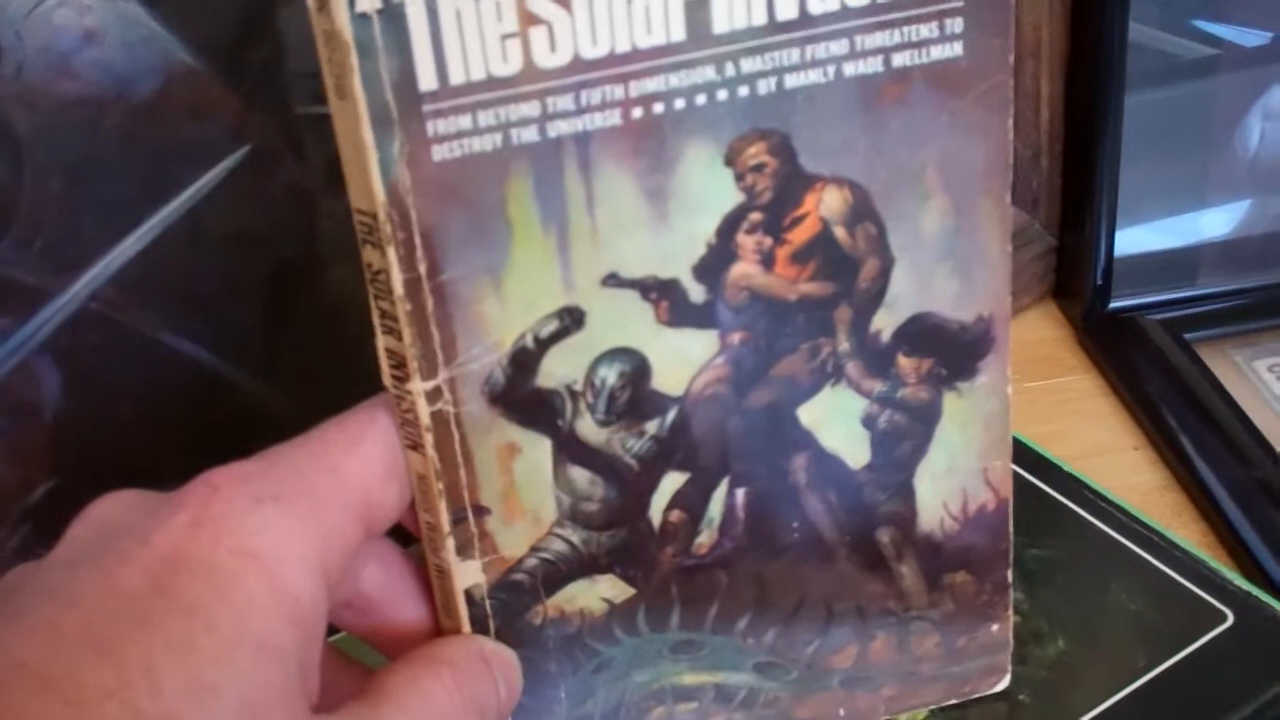 The Solar Inva
FROM BEYOND THE FIFTH DIMENSION, A MASTER FIEND THREATENS TO
DESTROY THE UNIVERSE ▪ ▪ ▪ ▪ ▪ ▪ BY MANLY WADE WELLMAN
THE SOLAR INVASION